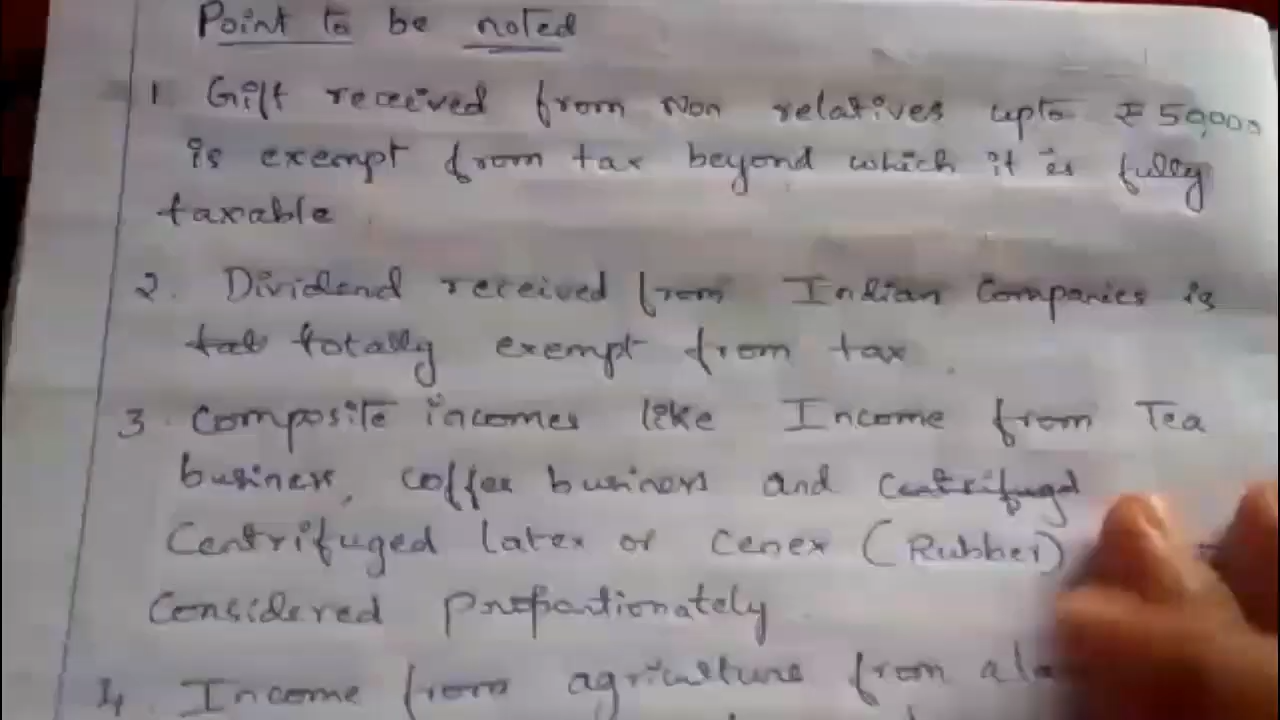 Point to be noted
1 Gift received from Non relatives upto ₹ 50,000
is exempt from tax beyond which it is fully
taxable
2. Dividend received from Indian Companies is
tat totally exempt from tax.
3. Composite incomes like Income from Tea
business, coffee business and centrifugd
Centrifuged latex or cenex (Rubber)
Considered proportionately
4 Income from agriculture from